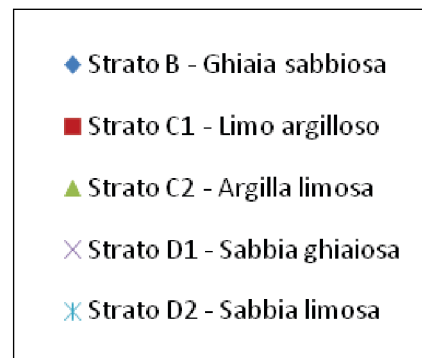 Strato B - Ghiaia sabbiosa
Strato C1 - Limo argilloso
Strato C2 - Argilla limosa
Strato D1 - Sabbia ghiaiosa
Strato D2 - Sabbia limosa